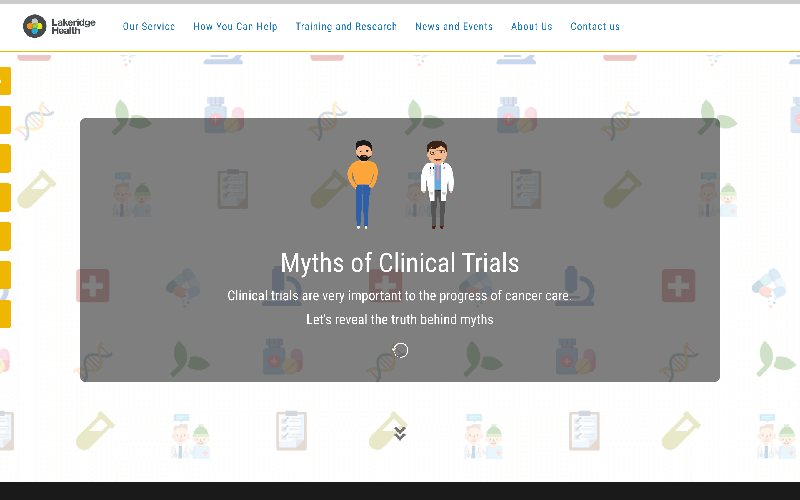 Lakeridge
Health
Our Service
How You Can Help
Training and Research
News and Events
About Us
Contact us
Myths of Clinical Trials
Clinical trials are very important to the progress of cancer care.
Let's reveal the truth behind myths